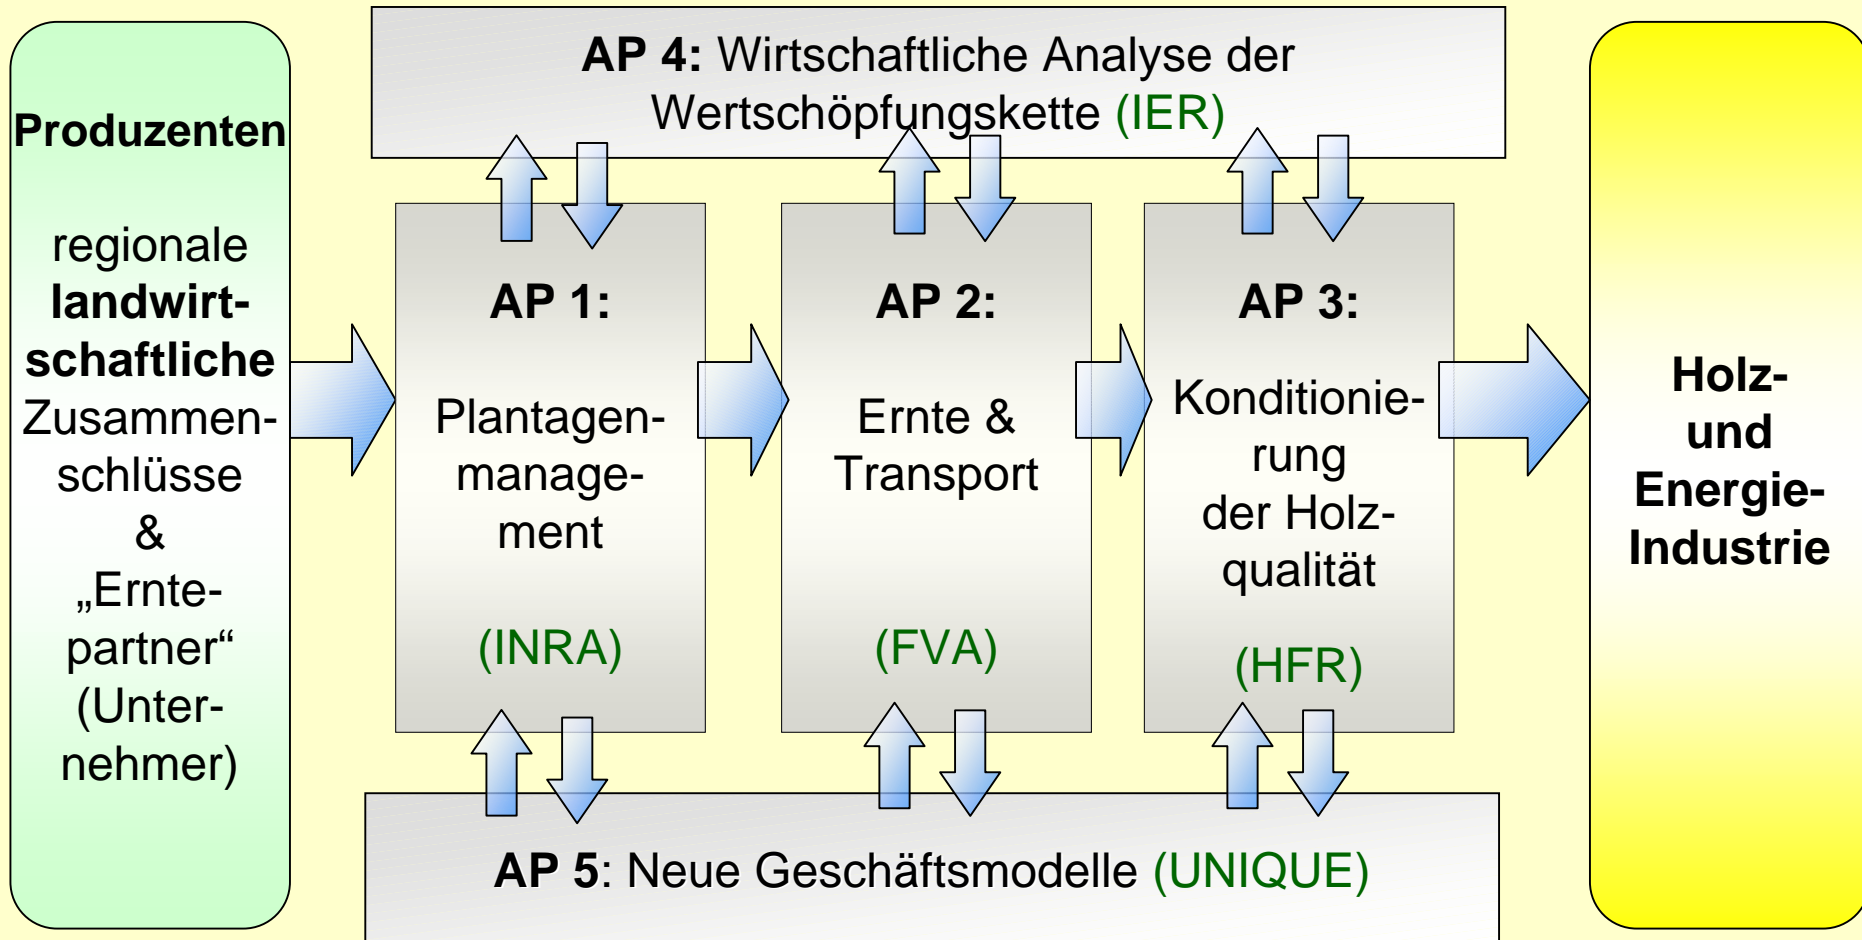 Produzenten
regionale
landwirt-
schaftliche
Zusammen-
schlüsse
&
„Ernte-
partner“
(Unter-
nehmer)
AP 4: Wirtschaftliche Analyse der
Wertschöpfungskette (IER)
AP 1:
Plantagen-
manage-
ment
(INRA)
AP 2:
Ernte &
Transport
(FVA)
AP 3:
Konditionie-
rung
der Holz-
qualität
(HFR)
AP 5: Neue Geschäftsmodelle (UNIQUE)
Holz-
und
Energie-
Industrie